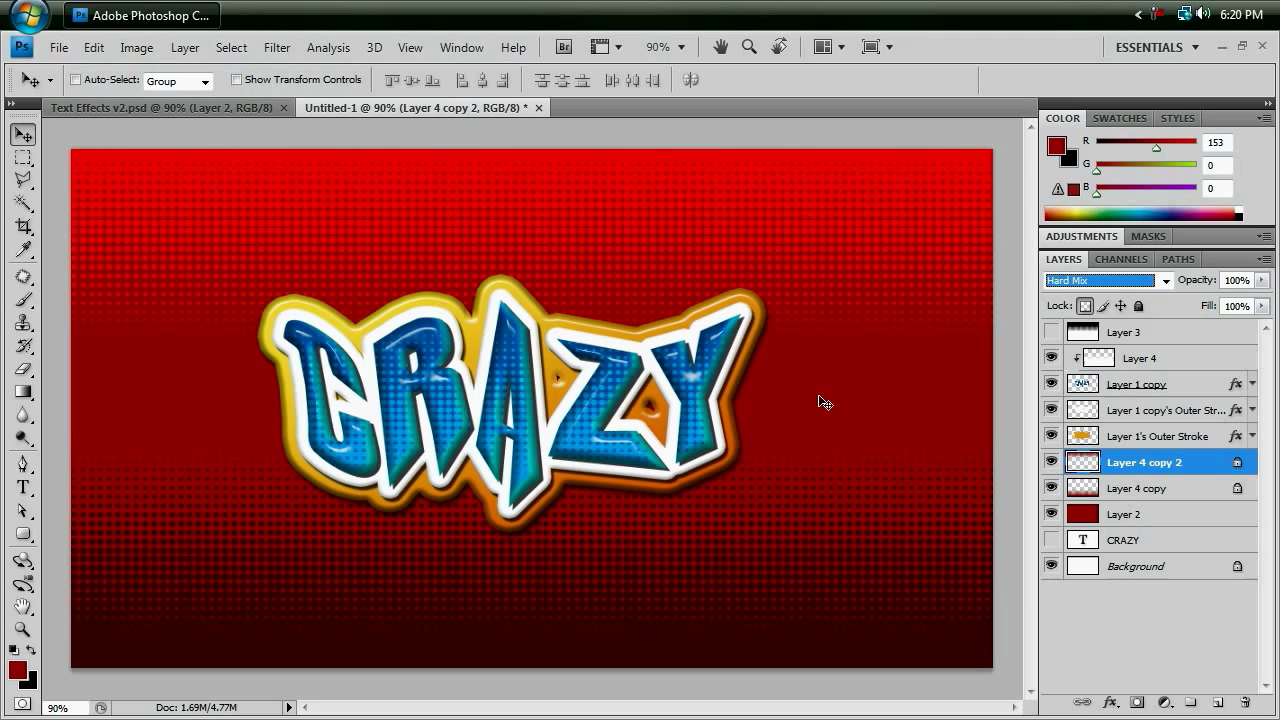 Adobe Photoshop C...
6:20 PM
Ps File Edit Image Layer Select Filter Analysis 3D View Window Help Br 90% ESSENTIALS
Auto-Select: Group Show Transform Controls
Text Effects v2.psd @ 90% (Layer 2, RGB/8) × Untitled-1 @ 90% (Layer 4 copy 2, RGB/8) * ×
COLOR SWATCHES STYLES
R 153
G 0
B 0
ADJUSTMENTS MASKS
LAYERS CHANNELS PATHS
Hard Mix Opacity: 100%
Lock: Fill: 100%
Layer 3
Layer 4
Layer 1 copy fx
Layer 1 copy's Outer Str... fx
Layer 1's Outer Stroke fx
Layer 4 copy 2
Layer 4 copy
Layer 2
T CRAZY
Background
CRAZY
90% Doc: 1.69M/4.77M